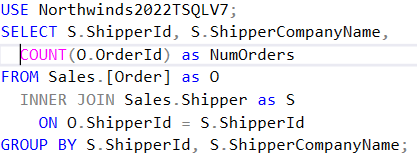 USE Northwinds2022TSQLV7;
SELECT S.ShipperId, S.ShipperCompanyName,
COUNT(O.OrderId) as NumOrders
FROM Sales.[Order] as O
INNER JOIN Sales.Shipper as S
ON O.ShipperId = S.ShipperId
GROUP BY S.ShipperId, S.ShipperCompanyName;